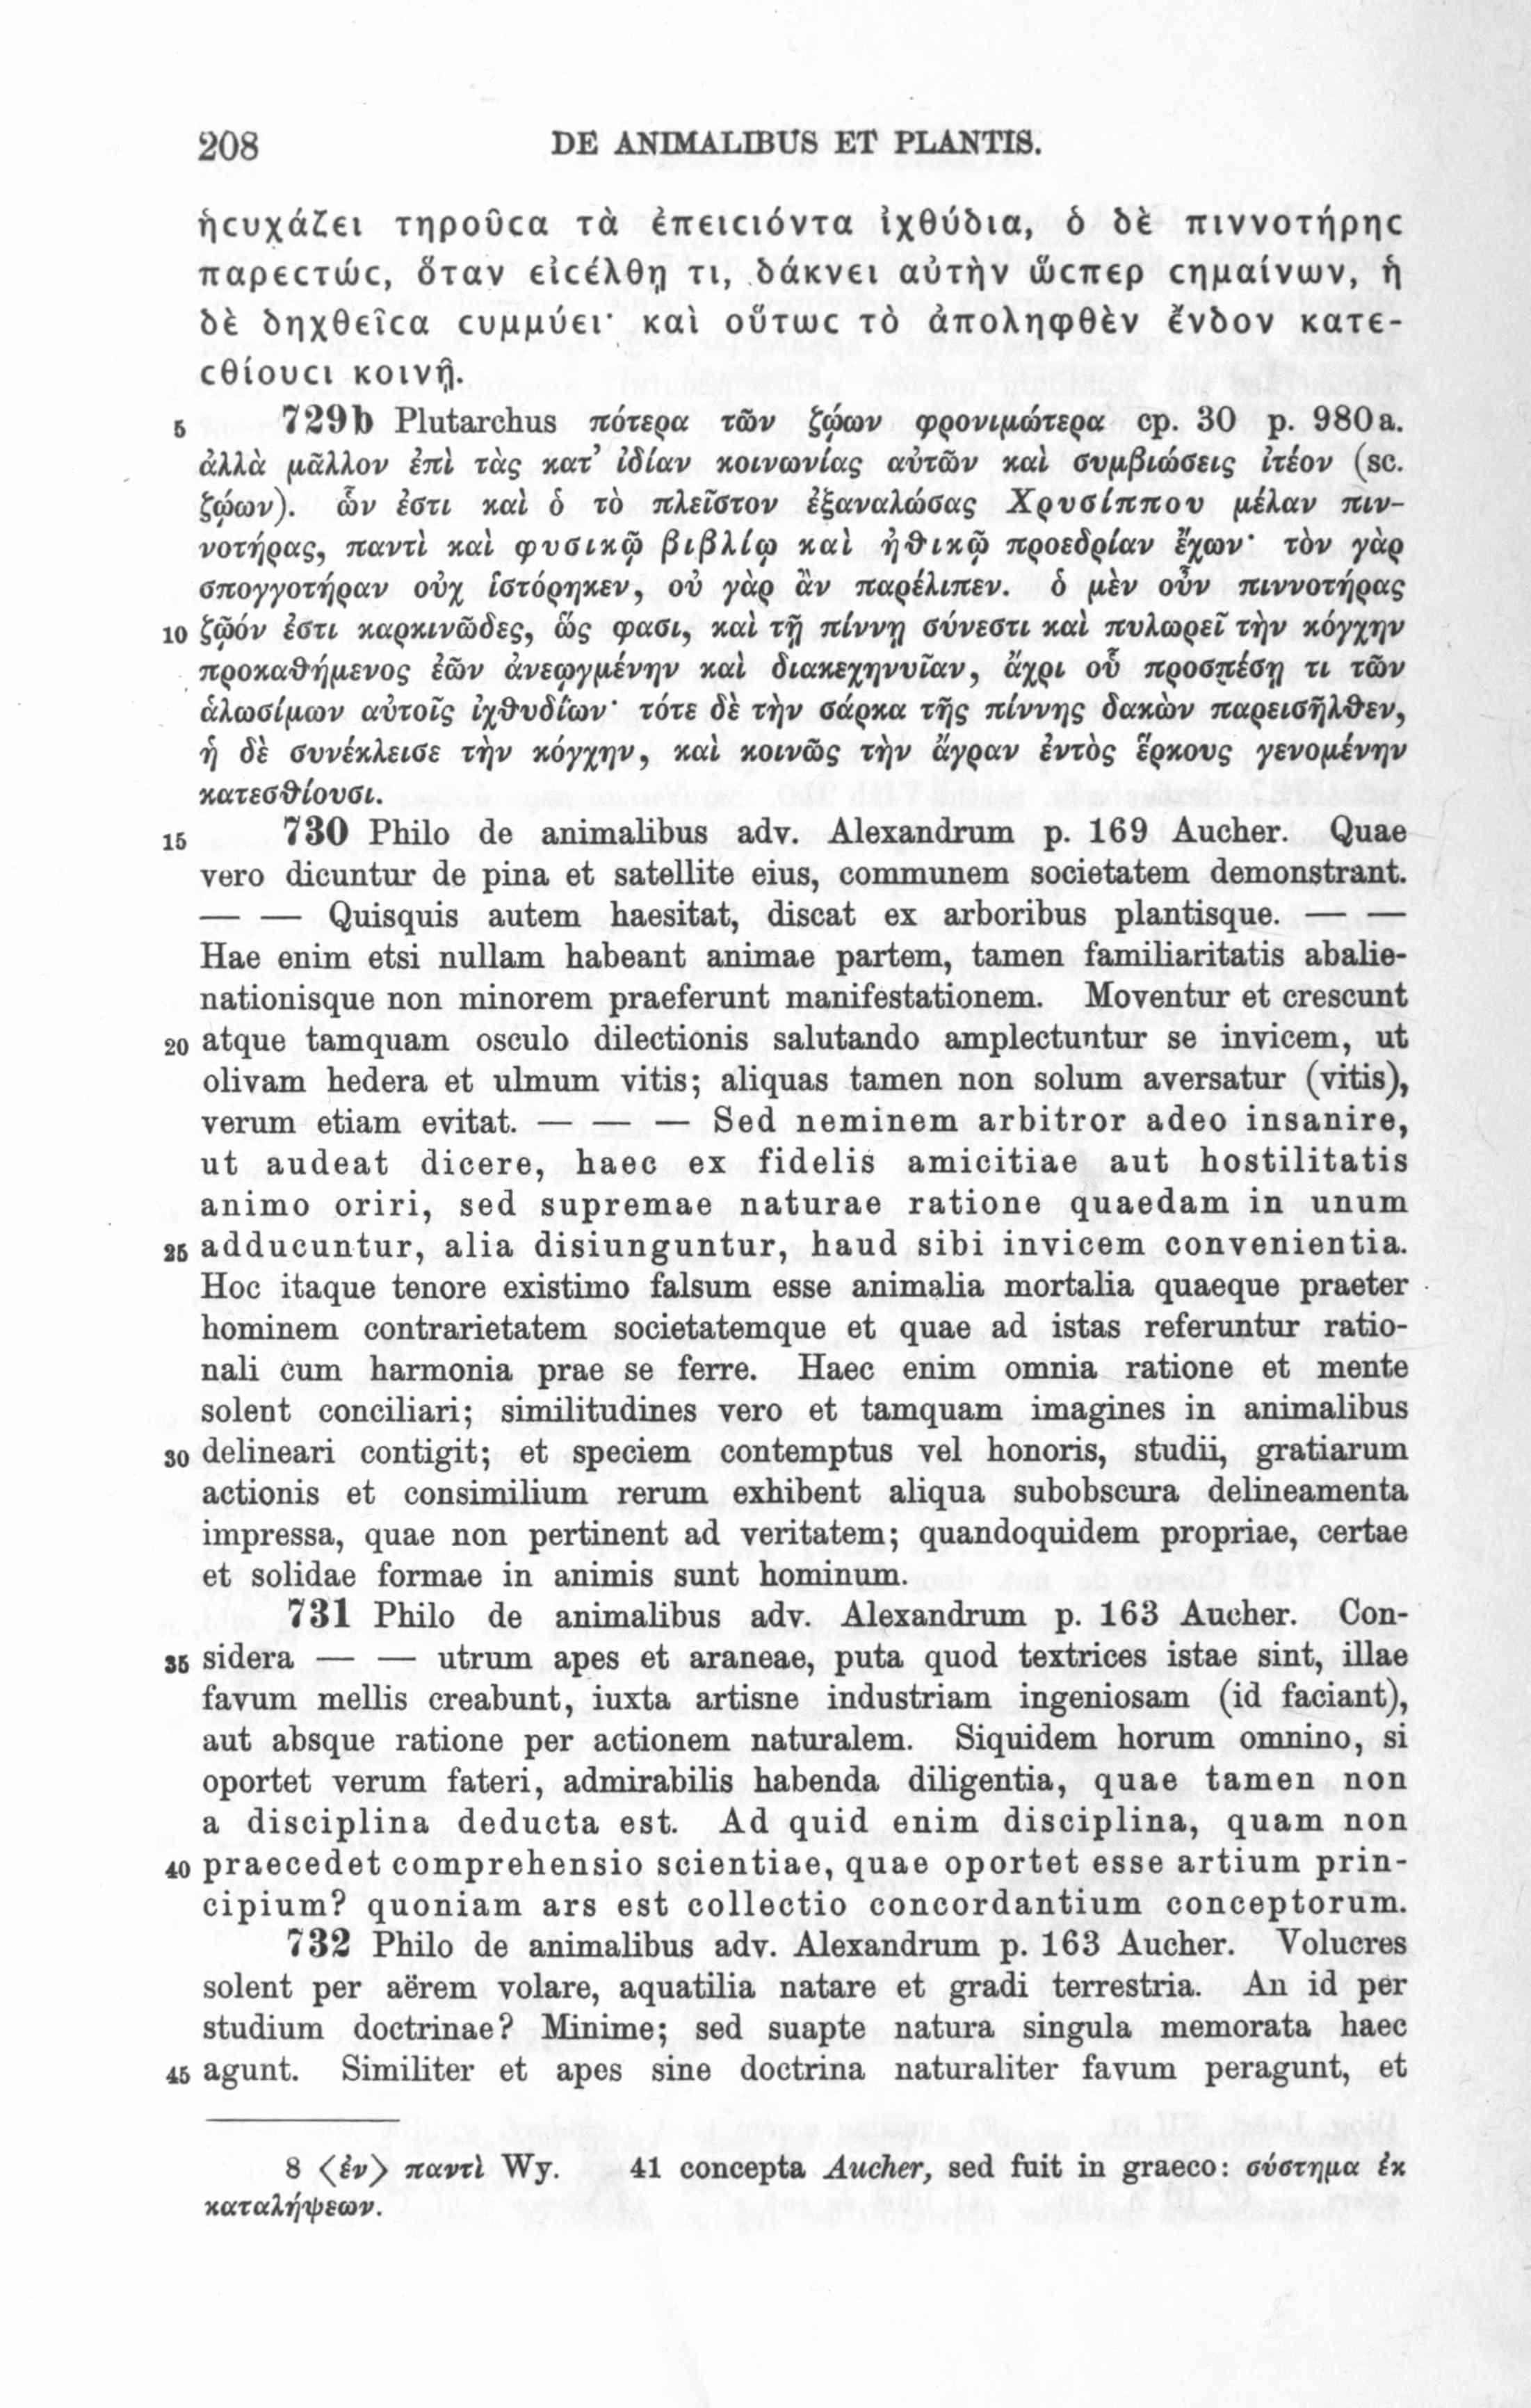 208 DE ANIMALIBUS ET PLANTIS.
ἡϲυχάζει τηροῦϲα τὰ ἐπειϲιόντα ἰχθύδια, ὁ δὲ πιννοτήρηϲ
παρεϲτώϲ, ὅταν εἰϲέλθῃ τι, δάκνει αὐτὴν ὥϲπερ ϲημαίνων, ἡ
δὲ δηχθεῖϲα ϲυμμύει· καὶ οὕτωϲ τὸ ἀποληφθὲν ἔνδον κατε-
ϲθίουϲι κοινῇ.
5 729b Plutarchus πότερα τῶν ζῴων φρονιμώτερα cp. 30 p. 980a.
ἀλλὰ μᾶλλον ἐπὶ τὰς κατ’ ἰδίαν κοινωνίας αὐτῶν καὶ συμβιώσεις ἰτέον (sc.
ζῴων). ὧν ἐστι καὶ ὁ τὸ πλεῖστον ἐξαναλώσας Χρυσίππου μέλαν πιν-
νοτήρας, παντὶ καὶ φυσικῷ βιβλίῳ καὶ ἠθικῷ προεδρίαν ἔχων· τὸν γὰρ
σπογγοτήραν οὐχ ἱστόρηκεν, οὐ γὰρ ἂν παρέλιπεν. ὁ μὲν οὖν πιννοτήρας
10 ζῷόν ἐστι καρκινῶδες, ὥς φασι, καὶ τῇ πίννῃ σύνεστι καὶ πυλωρεῖ τὴν κόγχην
προκαθήμενος ἐῶν ἀνεῳγμένην καὶ διακεχηνυῖαν, ἄχρι οὗ προσπέσῃ τι τῶν
ἁλωσίμων αὐτοῖς ἰχθυδίων· τότε δὲ τὴν σάρκα τῆς πίννης δακὼν παρεισῆλθεν,
ἡ δὲ συνέκλεισε τὴν κόγχην, καὶ κοινῶς τὴν ἄγραν ἐντὸς ἕρκους γενομένην
κατεσθίουσι.
15 730 Philo de animalibus adv. Alexandrum p. 169 Aucher. Quae
vero dicuntur de pina et satellite eius, communem societatem demonstrant.
— — Quisquis autem haesitat, discat ex arboribus plantisque. — —
Hae enim etsi nullam habeant animae partem, tamen familiaritatis abalie-
nationisque non minorem praeferunt manifestationem. Moventur et crescunt
20 atque tamquam osculo dilectionis salutando amplectuntur se invicem, ut
olivam hedera et ulmum vitis; aliquas tamen non solum aversatur (vitis),
verum etiam evitat. — — — Sed neminem arbitror adeo insanire,
ut audeat dicere, haec ex fidelis amicitiae aut hostilitatis
animo oriri, sed supremae naturae ratione quaedam in unum
25 adducuntur, alia disiunguntur, haud sibi invicem convenientia.
Hoc itaque tenore existimo falsum esse animalia mortalia quaeque praeter
hominem contrarietatem societatemque et quae ad istas referuntur ratio-
nali cum harmonia prae se ferre. Haec enim omnia ratione et mente
solent conciliari; similitudines vero et tamquam imagines in animalibus
30 delineari contigit; et speciem contemptus vel honoris, studii, gratiarum
actionis et consimilium rerum exhibent aliqua subobscura delineamenta
impressa, quae non pertinent ad veritatem; quandoquidem propriae, certae
et solidae formae in animis sunt hominum.
731 Philo de animalibus adv. Alexandrum p. 163 Aucher. Con-
35 sidera — — utrum apes et araneae, puta quod textrices istae sint, illae
favum mellis creabunt, iuxta artisne industriam ingeniosam (id faciant),
aut absque ratione per actionem naturalem. Siquidem horum omnino, si
oportet verum fateri, admirabilis habenda diligentia, quae tamen non
a disciplina deducta est. Ad quid enim disciplina, quam non
40 praecedet comprehensio scientiae, quae oportet esse artium prin-
cipium? quoniam ars est collectio concordantium conceptorum.
732 Philo de animalibus adv. Alexandrum p. 163 Aucher. Volucres
solent per aërem volare, aquatilia natare et gradi terrestria. An id per
studium doctrinae? Minime; sed suapte natura singula memorata haec
45 agunt. Similiter et apes sine doctrina naturaliter favum peragunt, et
8 ⟨ἐν⟩ παντὶ Wy. 41 concepta Aucher, sed fuit in graeco: σύστημα ἐκ
καταλήψεων.